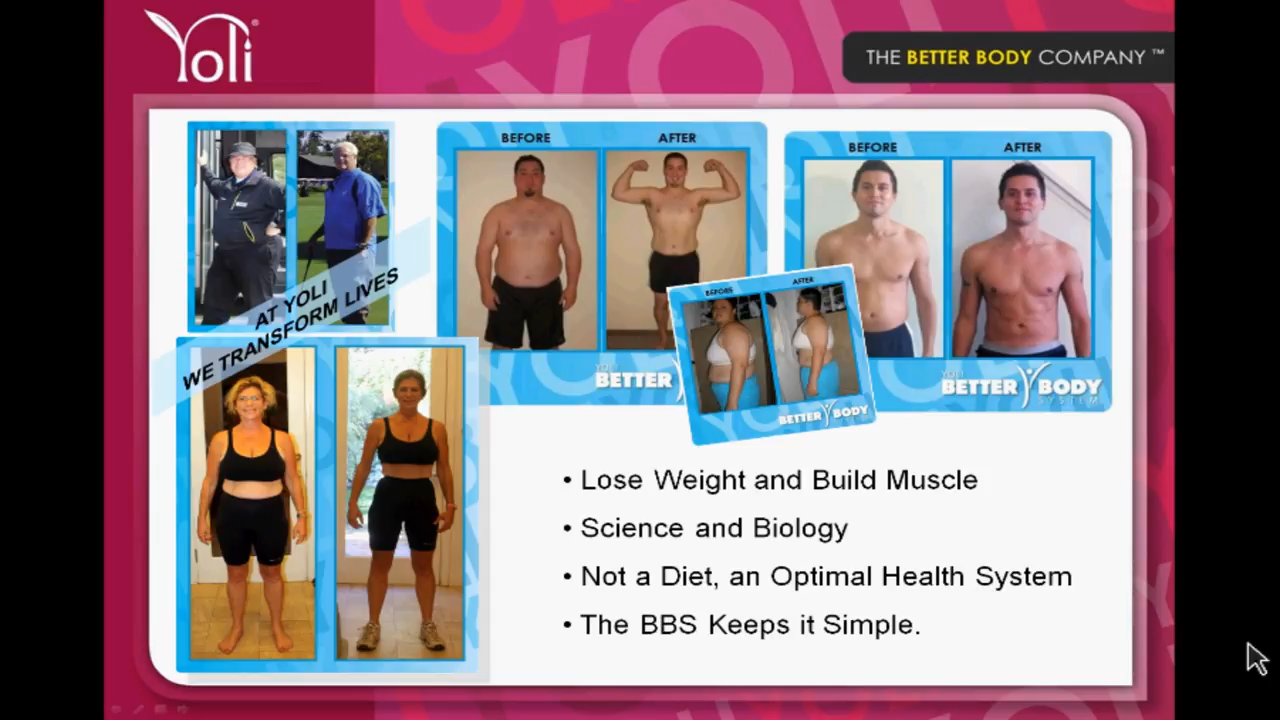 Yoli®
THE BETTER BODY COMPANY™
BEFORE
AFTER
BEFORE
AFTER
AT YOLI
WE TRANSFORM LIVES
BEFORE
AFTER
BETTER
YOLI
BETTER BODY
SYSTEM
BETTER BODY
• Lose Weight and Build Muscle
• Science and Biology
• Not a Diet, an Optimal Health System
• The BBS Keeps it Simple.